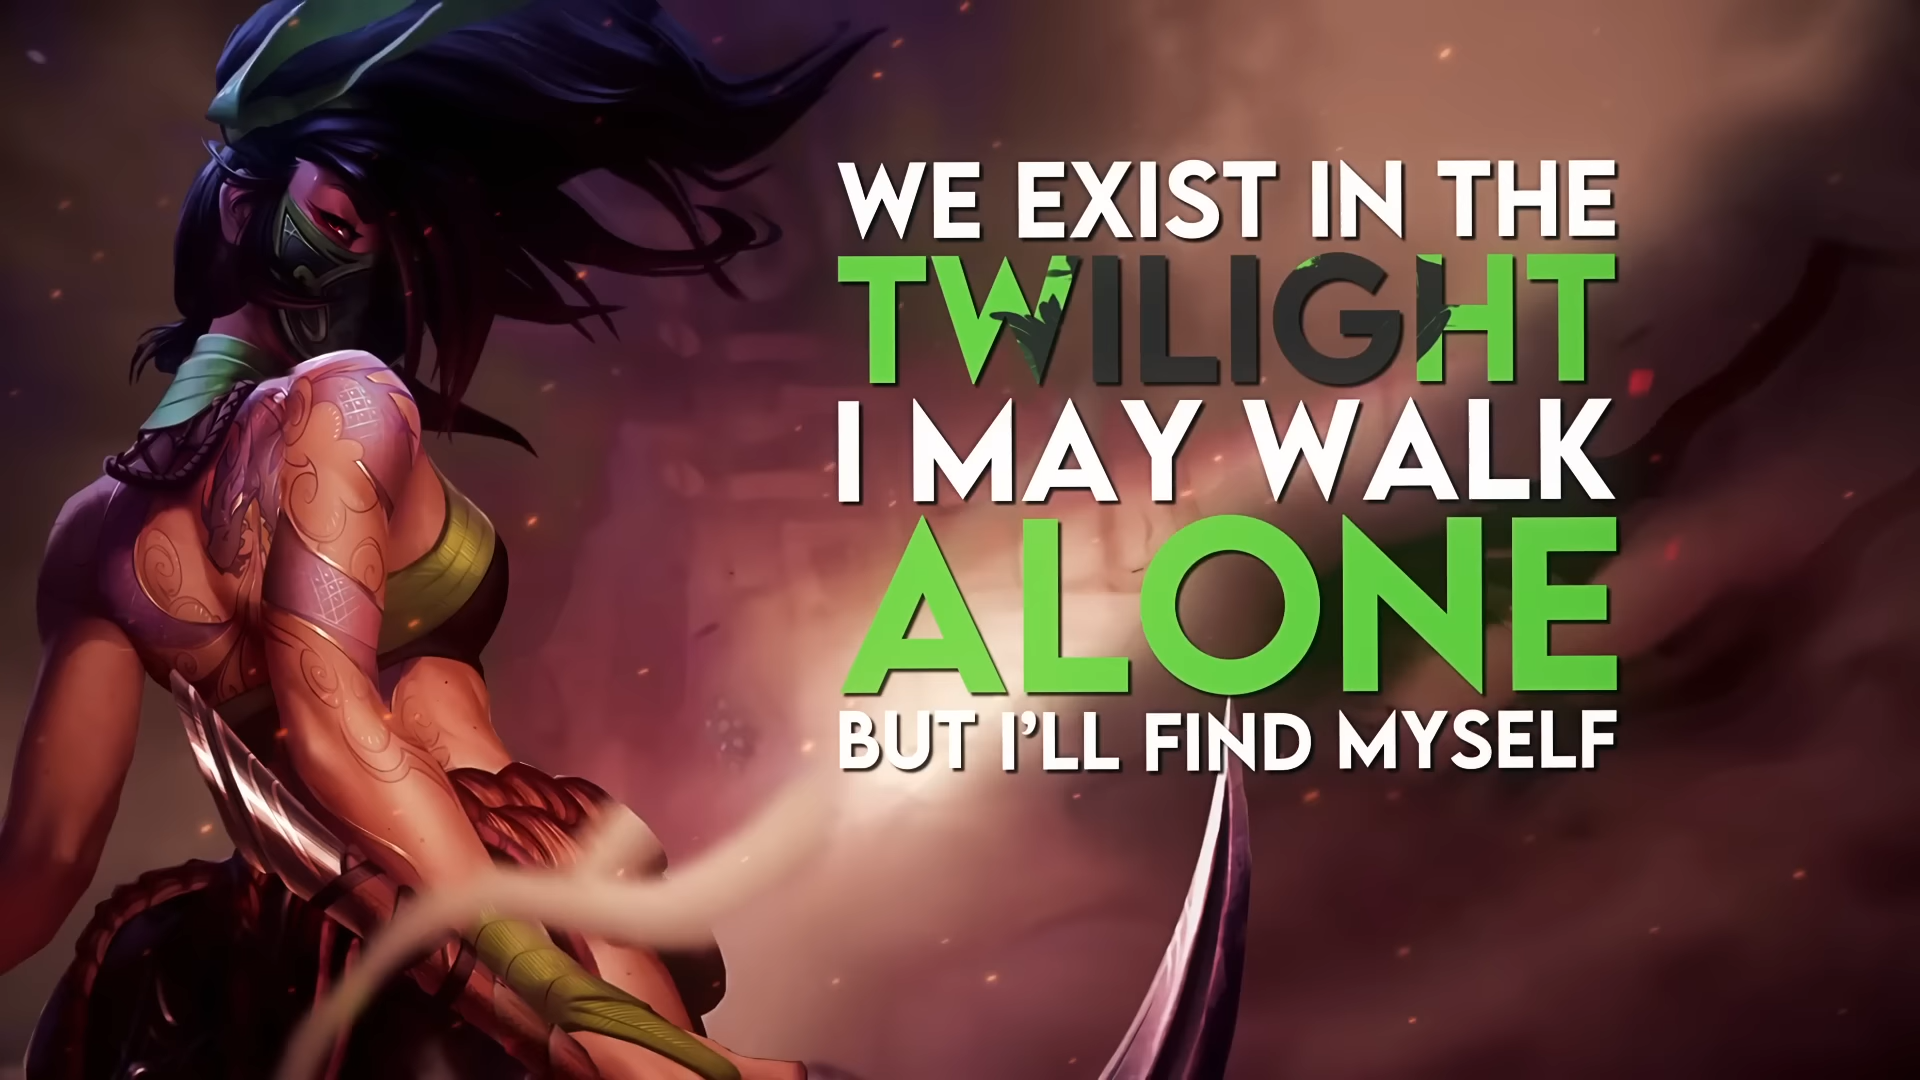 WE EXIST IN THE
TWILIGHT
I MAY WALK
ALONE
BUT I'LL FIND MYSELF